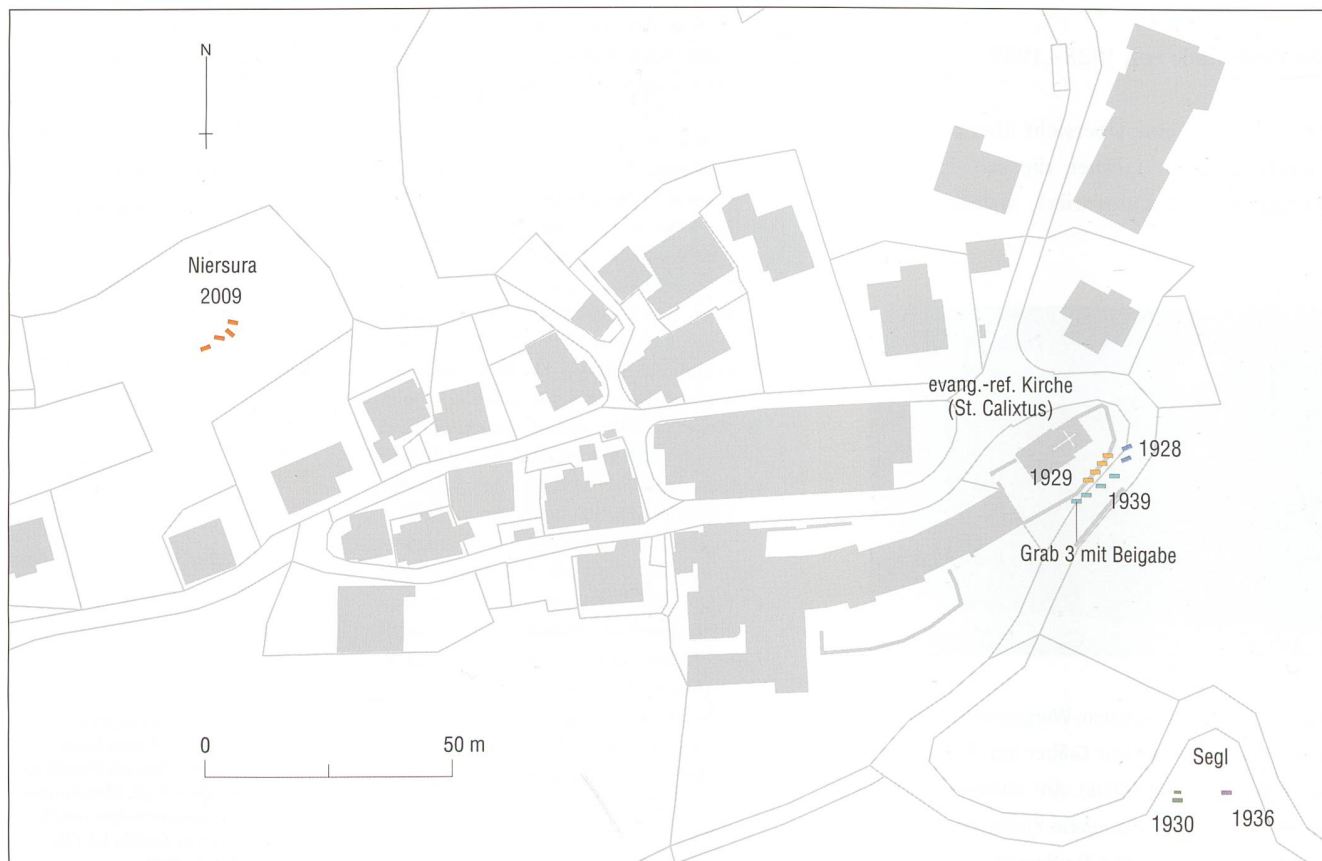 N
Niersura
2009
evang.-ref. Kirche
(St. Calixtus)
1928
1929
1939
Grab 3 mit Beigabe
0 50 m
Segl
1930
1936